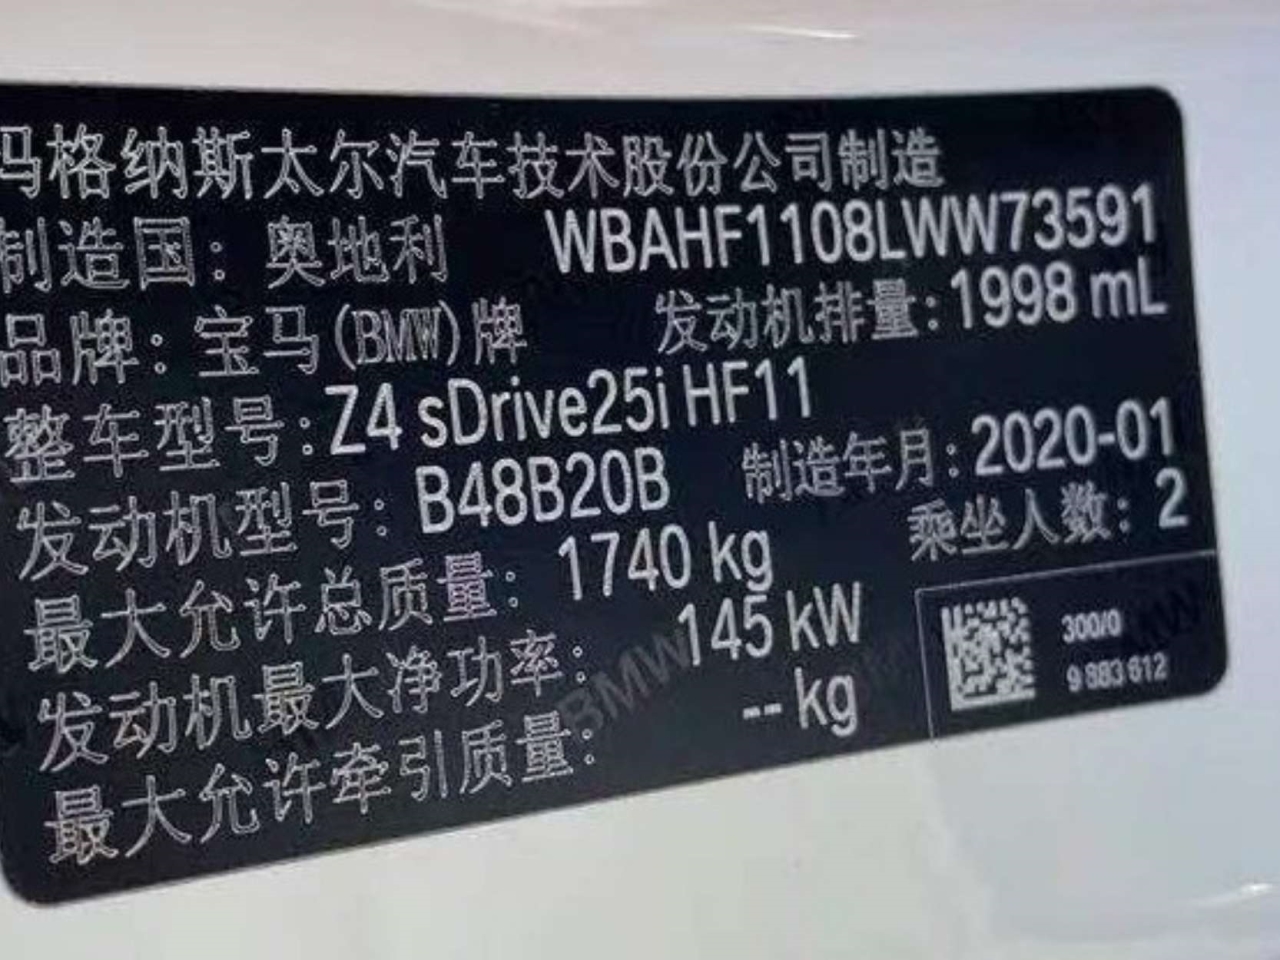 玛格纳斯太尔汽车技术股份公司制造
制造国：奥地利 WBAHF1108LWW73591
品牌：宝马(BMW)牌 发动机排量：1998 mL
整车型号：Z4 sDrive25i HF11
发动机型号：B48B20B 制造年月：2020-01
最大允许总质量：1740 kg 乘坐人数：2
发动机最大净功率：145 kW
最大允许牵引质量：-- kg
300/0
9 883 612
BMW